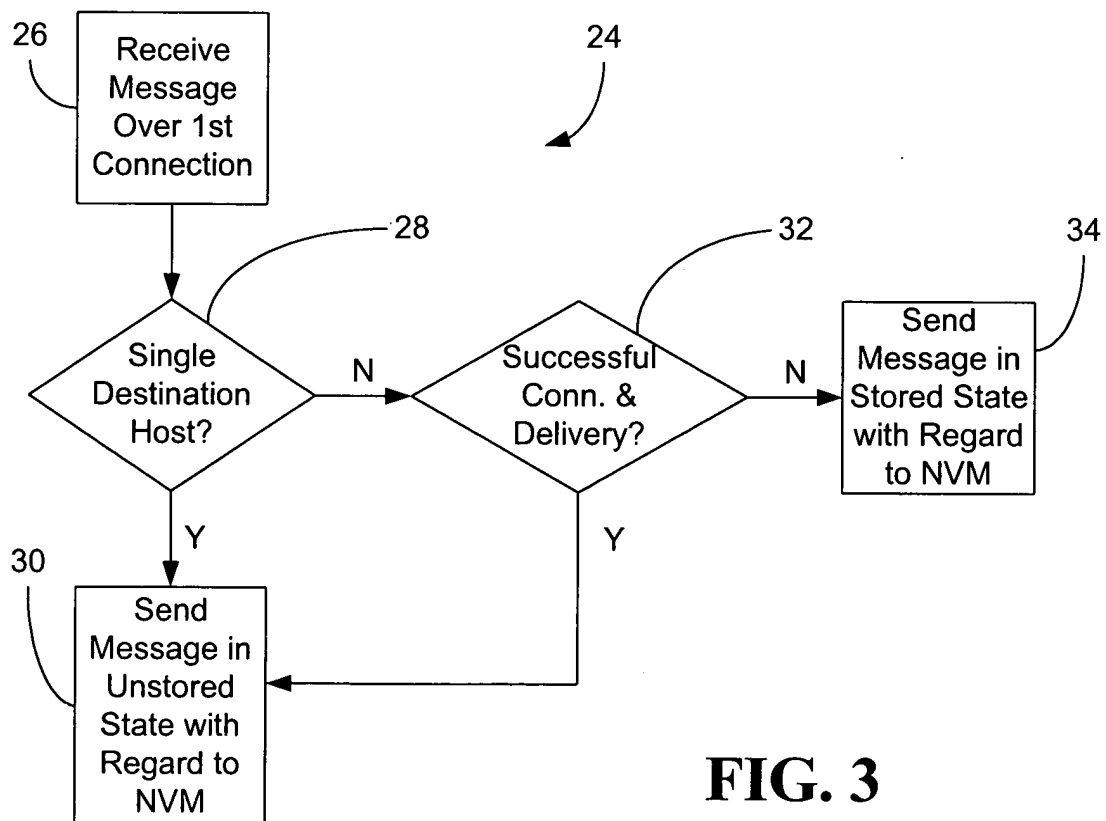 26
Receive
Message
Over 1st
Connection
24
28
32
34
Single
Destination
Host?
N
Successful
Conn. &
Delivery?
N
Send
Message in
Stored State
with Regard
to NVM
Y
Y
30
Send
Message in
Unstored
State with
Regard to
NVM
FIG. 3